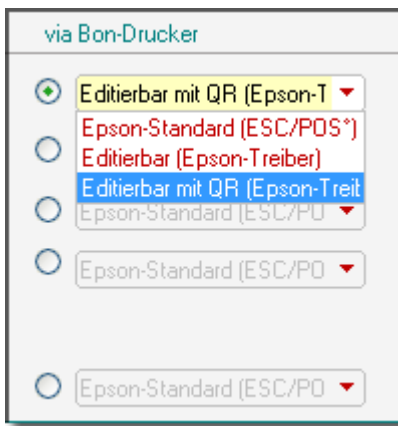 via Bon-Drucker
Editierbar mit QR (Epson-T
Epson-Standard (ESC/POS*)
Editierbar (Epson-Treiber)
Editierbar mit QR (Epson-Treib
Epson-Standard (ESC/PO
Epson-Standard (ESC/PO
Epson-Standard (ESC/PO